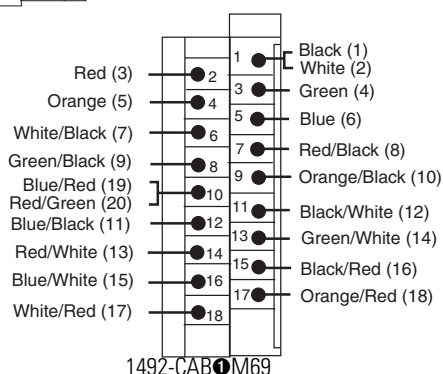 Black (1)
White (2)
Red (3)
Green (4)
Orange (5)
Blue (6)
White/Black (7)
Red/Black (8)
Green/Black (9)
Orange/Black (10)
Blue/Red (19)
Red/Green (20)
Blue/Black (11)
Black/White (12)
Red/White (13)
Green/White (14)
Blue/White (15)
Black/Red (16)
White/Red (17)
Orange/Red (18)
1
2
3
4
5
6
7
8
9
10
11
12
13
14
15
16
17
18
1492-CAB❶M69